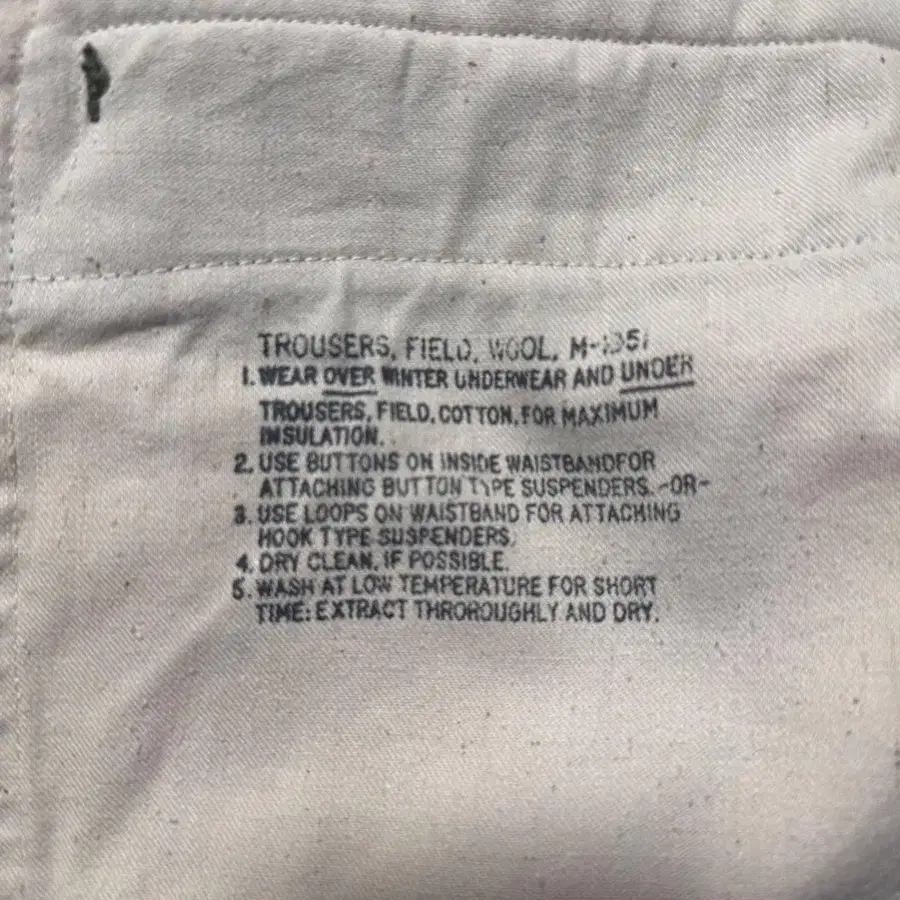 TROUSERS, FIELD, WOOL, M-1951
1. WEAR OVER WINTER UNDERWEAR AND UNDER
TROUSERS, FIELD, COTTON, FOR MAXIMUM
INSULATION.
2. USE BUTTONS ON INSIDE WAISTBANDFOR
ATTACHING BUTTON TYPE SUSPENDERS. -OR-
3. USE LOOPS ON WAISTBAND FOR ATTACHING
HOOK TYPE SUSPENDERS.
4. DRY CLEAN, IF POSSIBLE.
5. WASH AT LOW TEMPERATURE FOR SHORT
TIME: EXTRACT THROROUGHLY AND DRY.